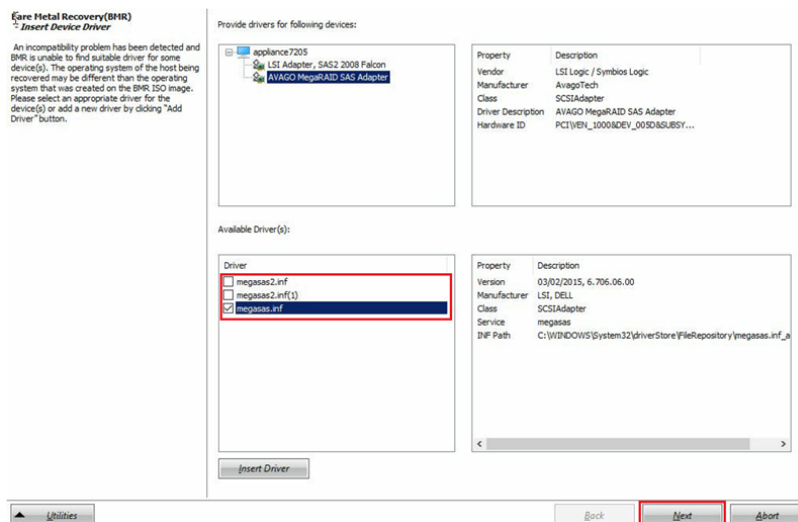 Bare Metal Recovery(BMR)
- Insert Device Driver
An incompatibility problem has been detected and
BMR is unable to find suitable driver for some
device(s). The operating system of the host being
recovered may be different than the operating
system that was created on the BMR ISO image.
Please select an appropriate driver for the
device(s) or add a new driver by clicking "Add
Driver" button.
Provide drivers for following devices:
appliance7205
LSI Adapter, SAS2 2008 Falcon
AVAGO MegaRAID SAS Adapter
Property Description
Vendor LSI Logic / Symbios Logic
Manufacturer AvagoTech
Class SCSIAdapter
Driver Description AVAGO MegaRAID SAS Adapter
Hardware ID PCI\VEN_1000&DEV_005D&SUBSY...
Available Driver(s):
Driver
megasas2.inf
megasas2.inf(1)
megasas.inf
Property Description
Version 03/02/2015, 6.706.06.00
Manufacturer LSI, DELL
Class SCSIAdapter
Service megasas
INF Path C:\WINDOWS\System32\driverStore\FileRepository\megasas.inf_a
Insert Driver
Utilities
Back
Next
Abort